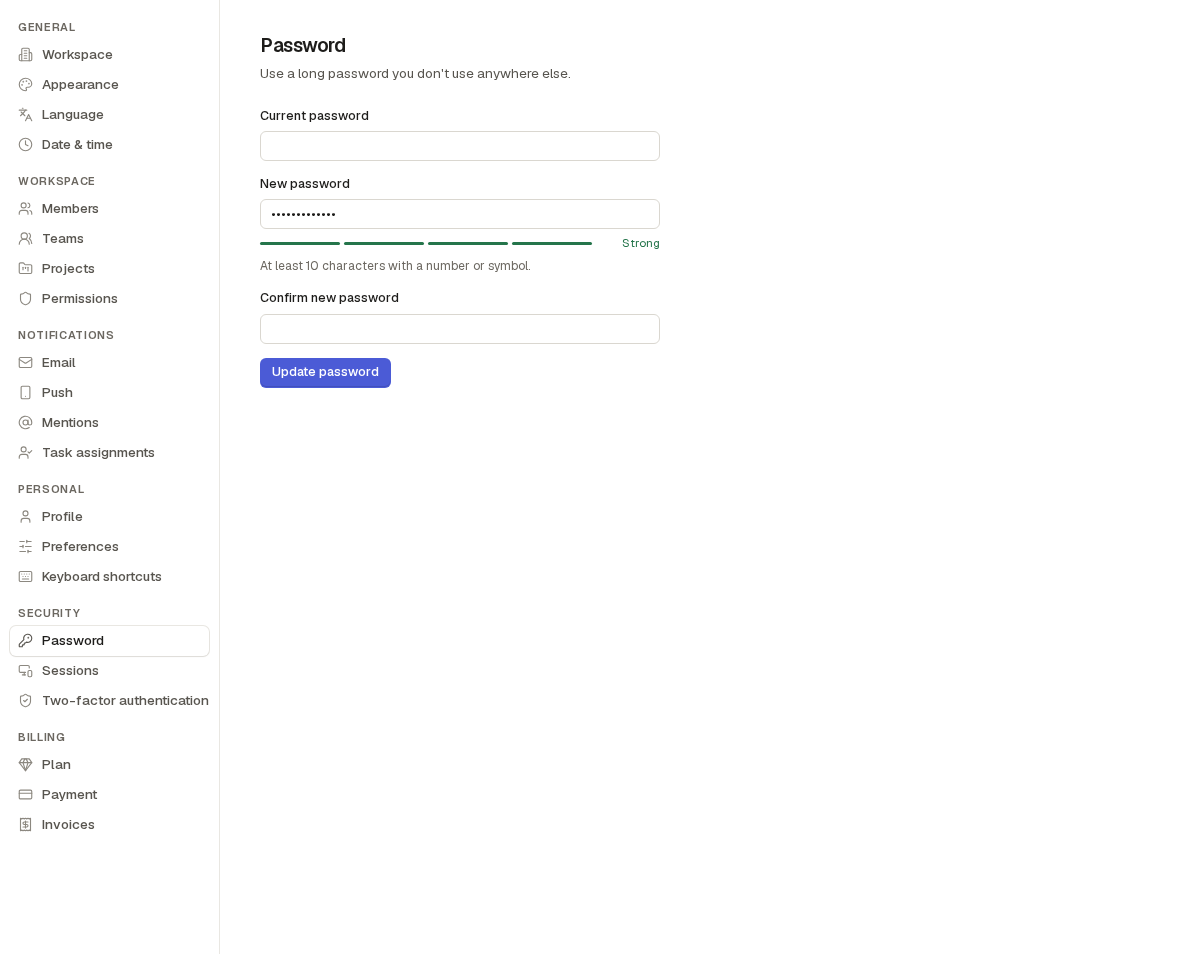 GENERAL
Workspace
Appearance
Language
Date & time
WORKSPACE
Members
Teams
Projects
Permissions
NOTIFICATIONS
Email
Push
Mentions
Task assignments
PERSONAL
Profile
Preferences
Keyboard shortcuts
SECURITY
Password
Sessions
Two-factor authentication
BILLING
Plan
Payment
Invoices
Password
Use a long password you don't use anywhere else.
Current password
New password
•••••••••••••
Strong
At least 10 characters with a number or symbol.
Confirm new password
Update password